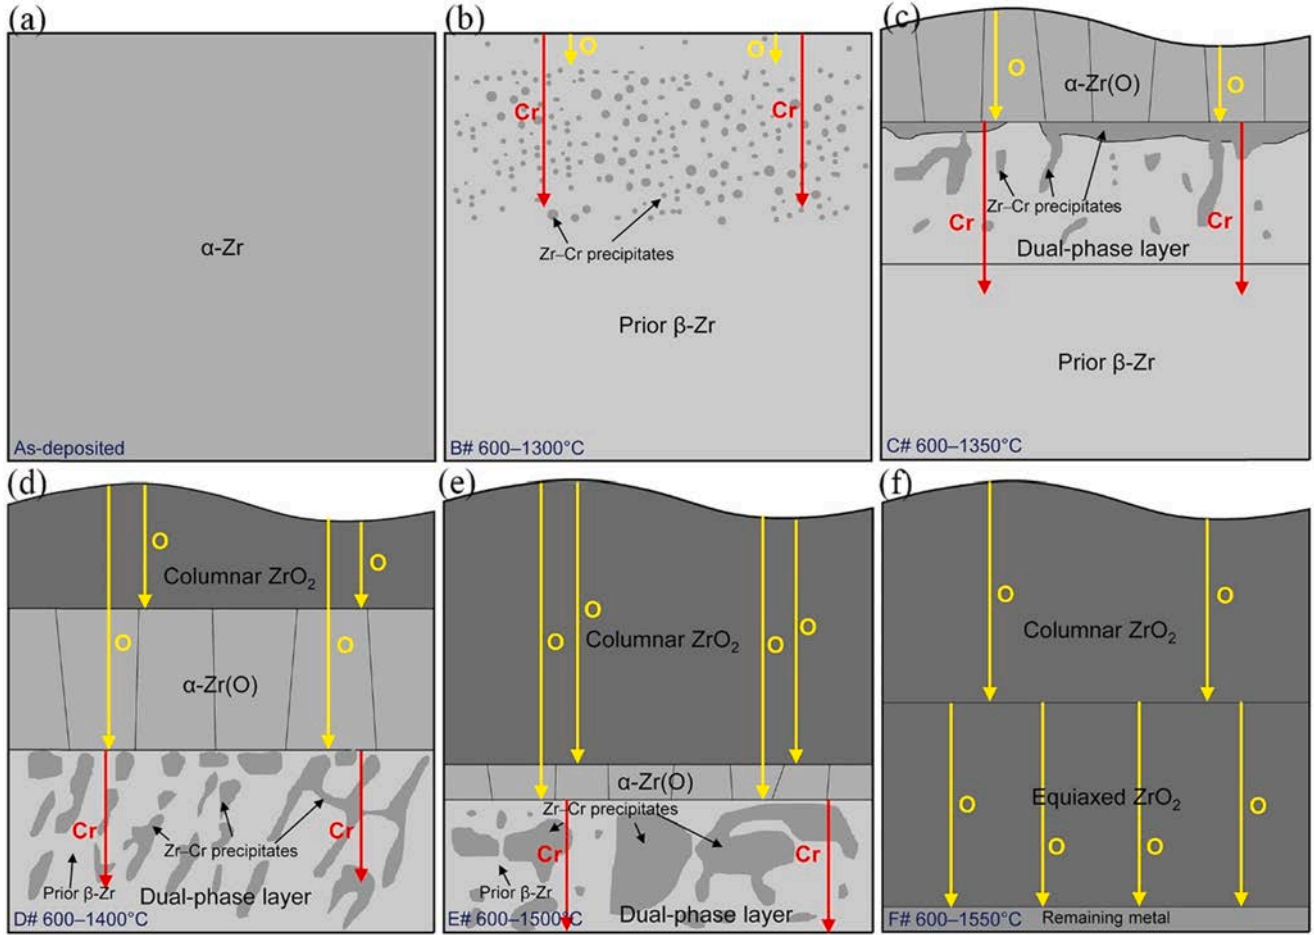 (a)
α-Zr
As-deposited
(b)
O
O
Cr
Cr
Zr–Cr precipitates
Prior β-Zr
B# 600–1300°C
(c)
O
O
α-Zr(O)
Zr–Cr precipitates
Cr
Cr
Dual-phase layer
Prior β-Zr
C# 600–1350°C
(d)
O
O
Columnar ZrO₂
O
O
α-Zr(O)
Cr
Cr
Zr–Cr precipitates
Prior β-Zr
Dual-phase layer
D# 600–1400°C
(e)
O
O
Columnar ZrO₂
O
O
α-Zr(O)
Zr–Cr precipitates
Cr
Cr
Prior β-Zr
Dual-phase layer
E# 600–1500°C
(f)
O
O
Columnar ZrO₂
O
O
Equiaxed ZrO₂
O
O
Remaining metal
F# 600–1550°C